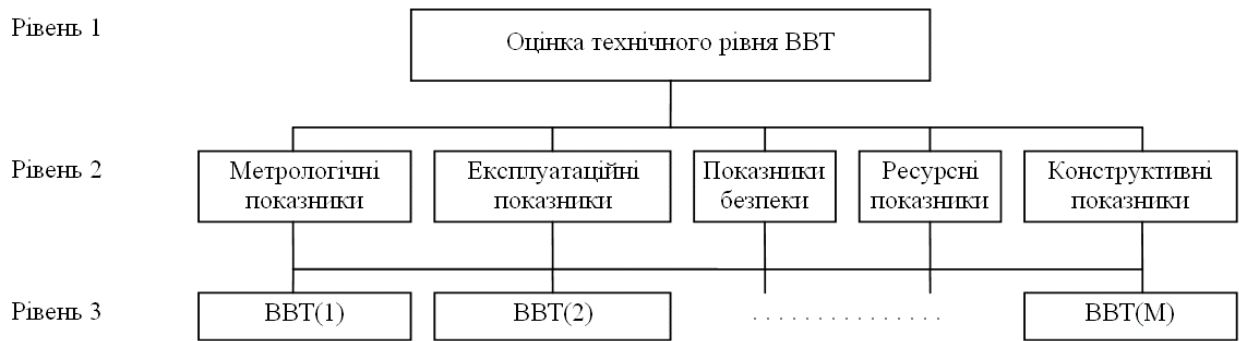 Рівень 1
Оцінка технічного рівня ВВТ
Рівень 2
Метрологічні
показники
Експлуатаційні
показники
Показники
безпеки
Ресурсні
показники
Конструктивні
показники
Рівень 3
ВВТ(1)
ВВТ(2)
. . . . . . . . . . . . . . .
ВВТ(М)